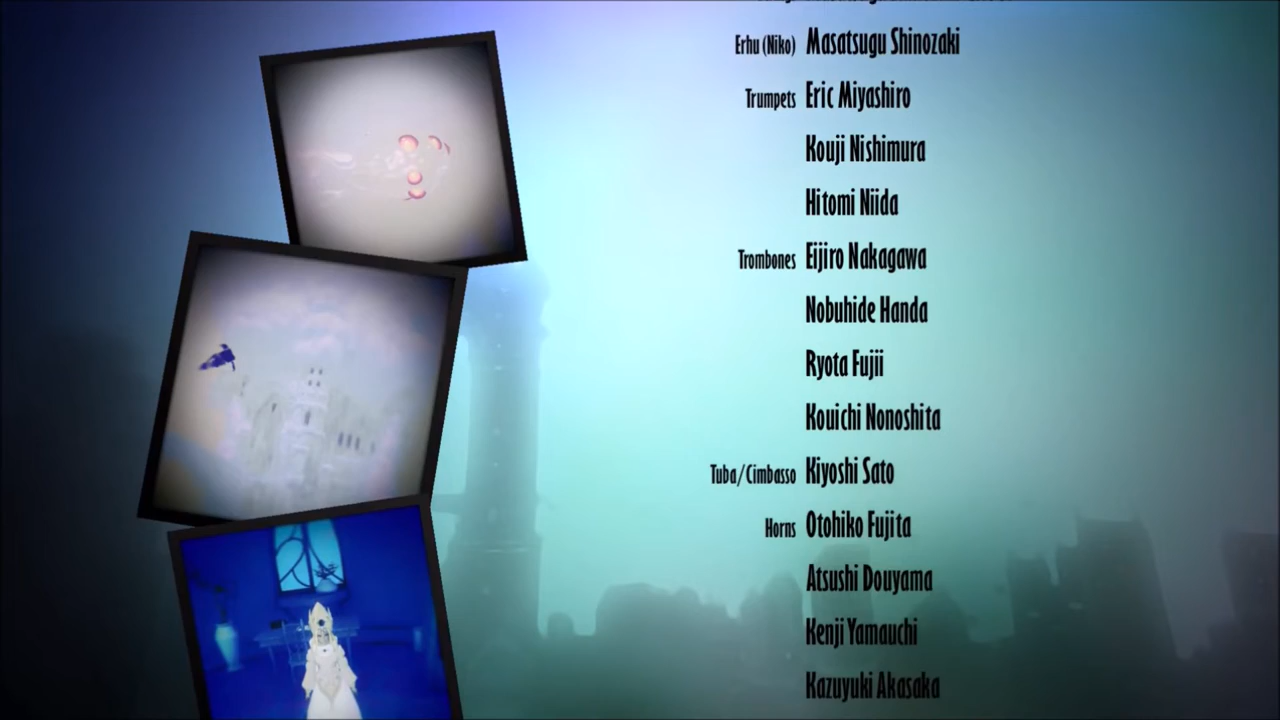 Erhu (Niko) Masatsugu Shinozaki
Trumpets Eric Miyashiro
Kouji Nishimura
Hitomi Niida
Trombones Eijiro Nakagawa
Nobuhide Handa
Ryota Fujii
Kouichi Nonoshita
Tuba/Cimbasso Kiyoshi Sato
Horns Otohiko Fujita
Atsushi Douyama
Kenji Yamauchi
Kazuyuki Akasaka